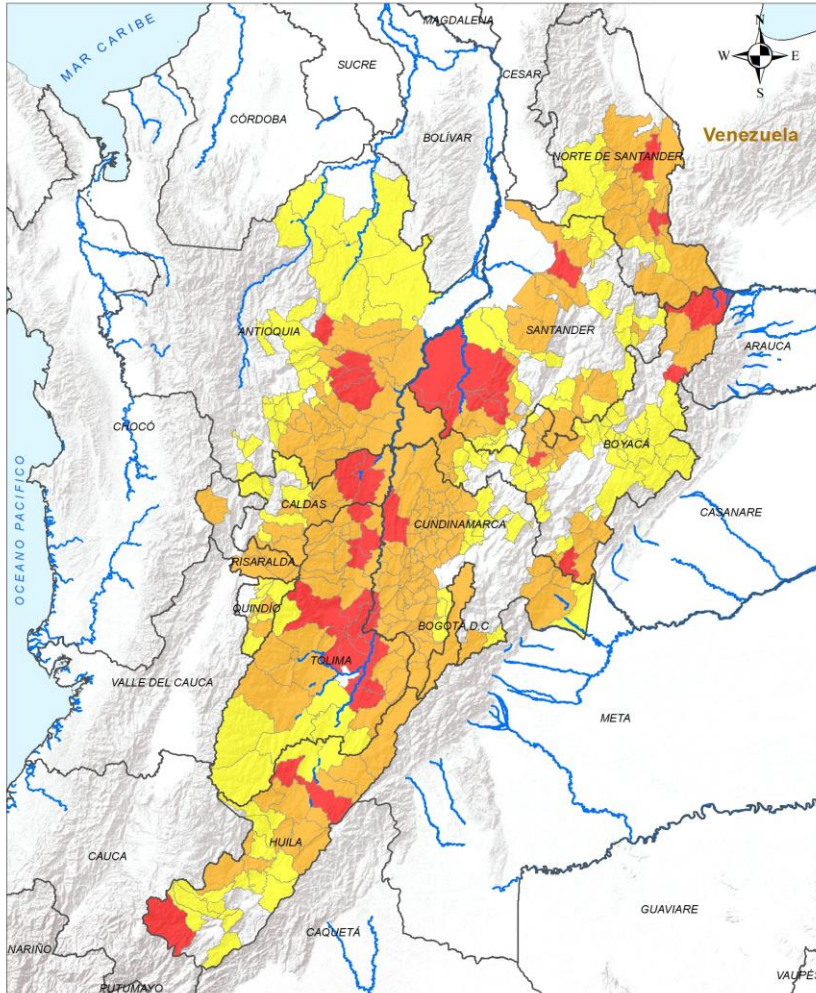 MAGDALENA
MAR CARIBE
SUCRE
CESAR
N
W E
S
CÓRDOBA
BOLÍVAR
Venezuela
NORTE DE SANTANDER
ANTIOQUIA
SANTANDER
ARAUCA
CHOCÓ
BOYACÁ
OCEANO PACIFICO
CALDAS
CUNDINAMARCA
CASANARE
RISARALDA
QUINDÍO
BOGOTÁ, D.C
TOLIMA
VALLE DEL CAUCA
META
HUILA
CAUCA
GUAVIARE
CAQUETÁ
NARIÑO
PUTUMAYO
VAUPÉS